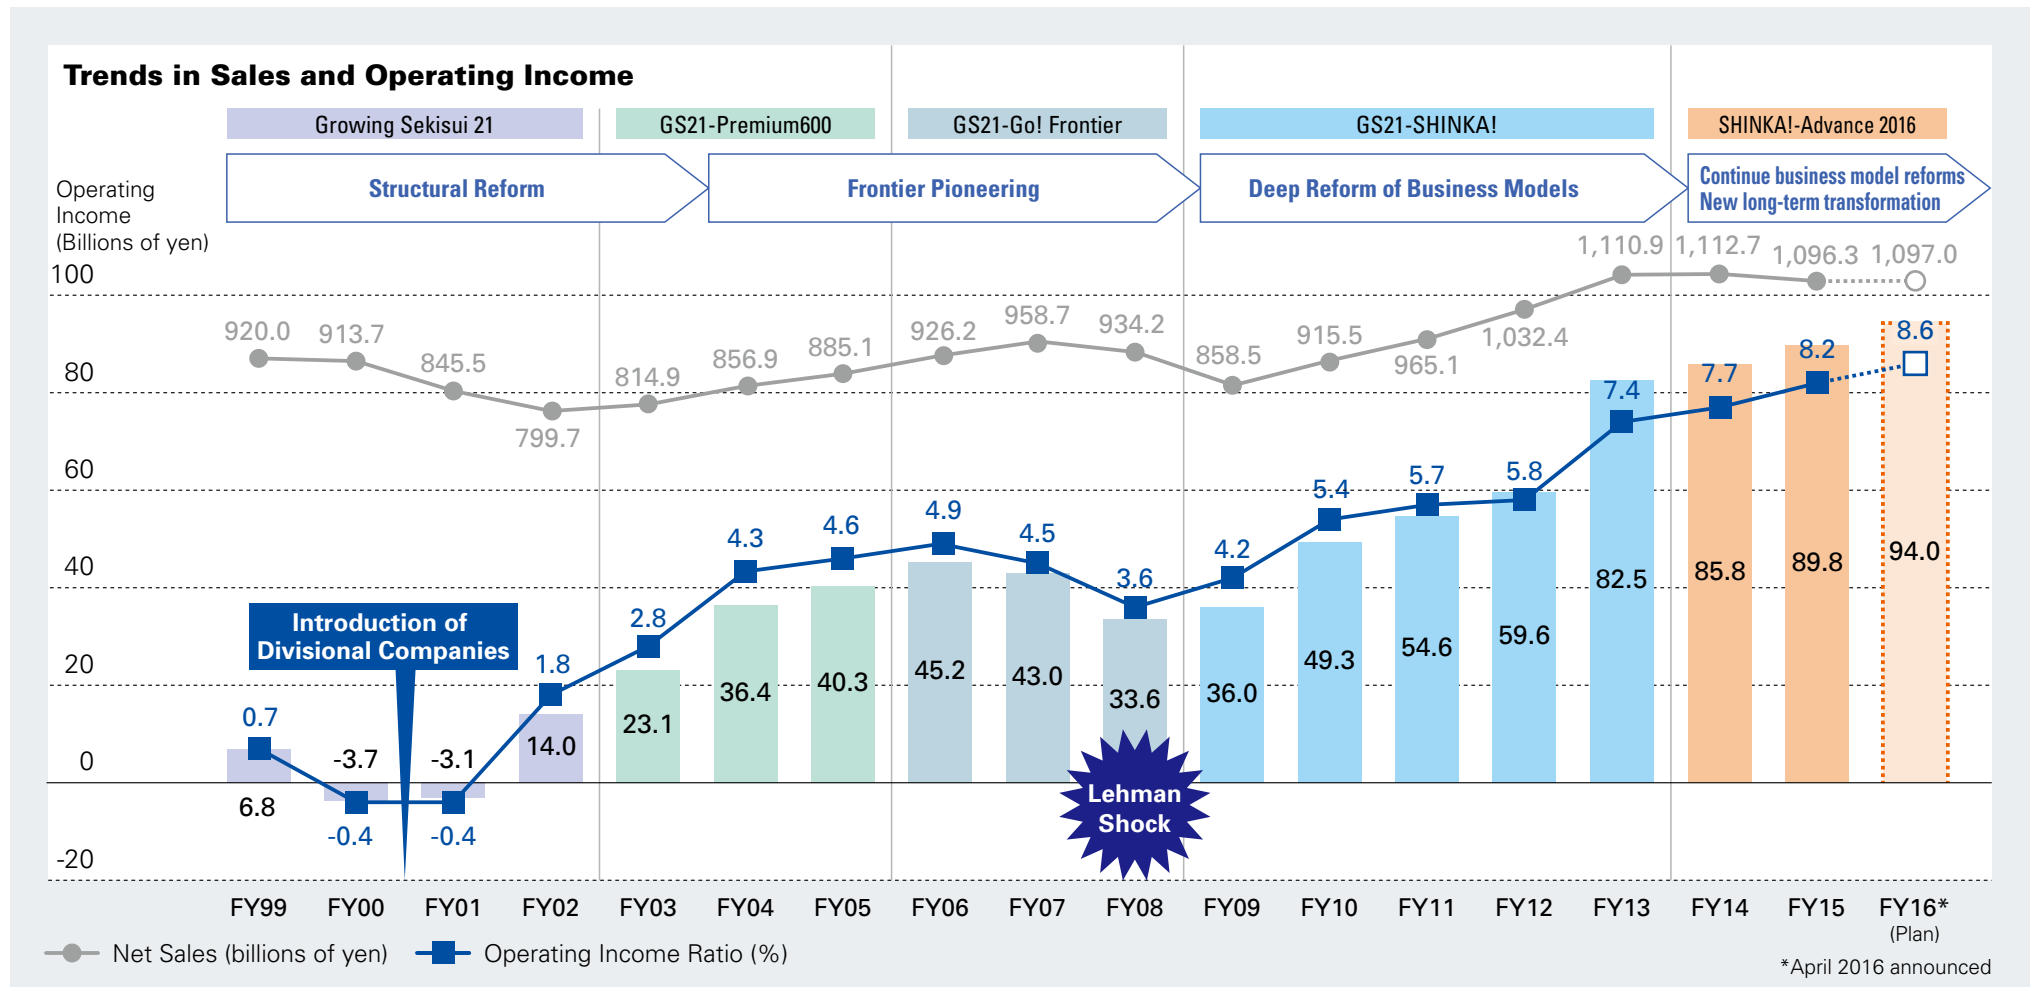 Trends in Sales and Operating Income
Growing Sekisui 21
GS21-Premium600
GS21-Go! Frontier
GS21-SHINKA!
SHINKA!-Advance 2016
Structural Reform
Frontier Pioneering
Deep Reform of Business Models
Continue business model reforms
New long-term transformation
Operating
Income
(Billions of yen)
100
80
60
40
20
0
-20
920.0
913.7
845.5
799.7
814.9
856.9
885.1
926.2
958.7
934.2
858.5
915.5
965.1
1,032.4
1,110.9
1,112.7
1,096.3
1,097.0
0.7
-0.4
-0.4
1.8
2.8
4.3
4.6
4.9
4.5
3.6
4.2
5.4
5.7
5.8
7.4
7.7
8.2
8.6
6.8
-3.7
-3.1
14.0
23.1
36.4
40.3
45.2
43.0
33.6
36.0
49.3
54.6
59.6
82.5
85.8
89.8
94.0
Introduction of
Divisional Companies
Lehman
Shock
FY99
FY00
FY01
FY02
FY03
FY04
FY05
FY06
FY07
FY08
FY09
FY10
FY11
FY12
FY13
FY14
FY15
FY16*
(Plan)
Net Sales (billions of yen)
Operating Income Ratio (%)
*April 2016 announced